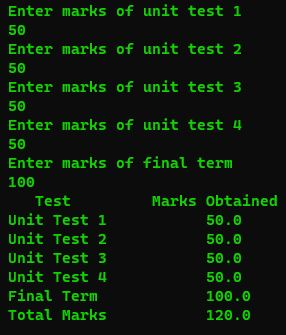 Enter marks of unit test 1
50
Enter marks of unit test 2
50
Enter marks of unit test 3
50
Enter marks of unit test 4
50
Enter marks of final term
100
Test Marks Obtained
Unit Test 1 50.0
Unit Test 2 50.0
Unit Test 3 50.0
Unit Test 4 50.0
Final Term 100.0
Total Marks 120.0